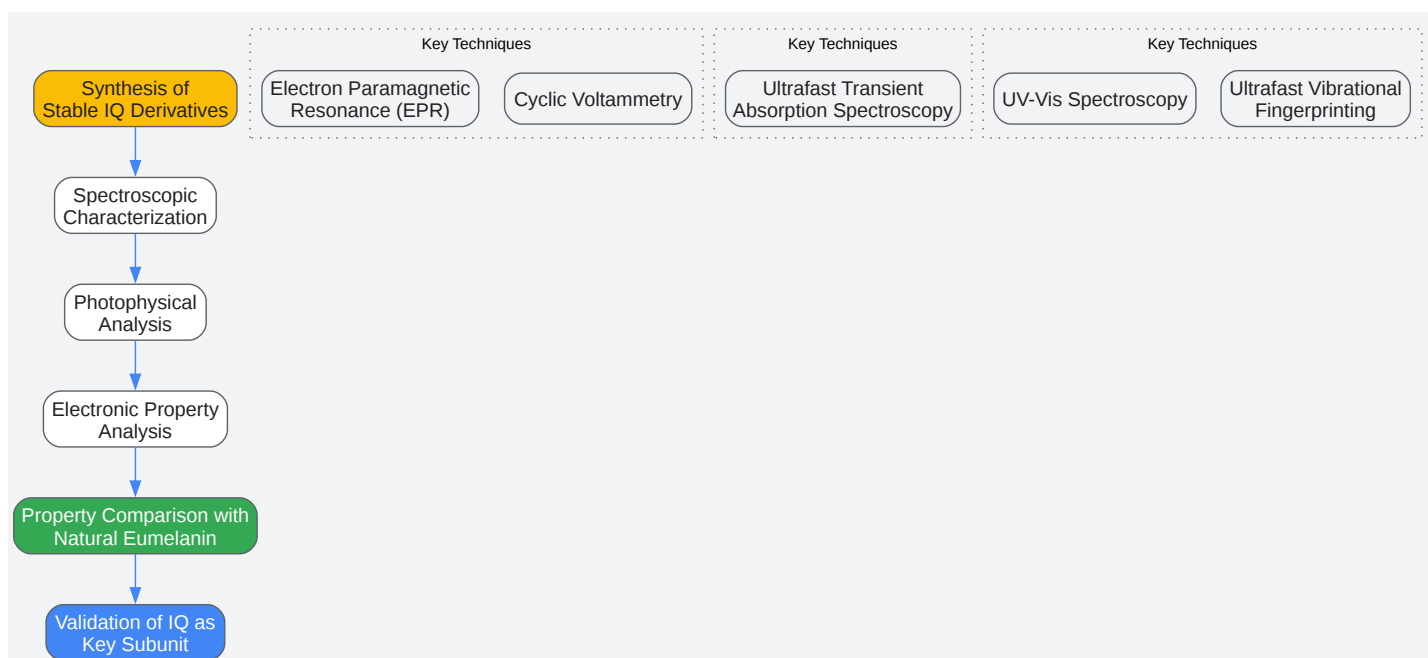 Key Techniques
Key Techniques
Key Techniques
Synthesis of
Stable IQ Derivatives
Electron Paramagnetic
Resonance (EPR)
Cyclic Voltammetry
Ultrafast Transient
Absorption Spectroscopy
UV-Vis Spectroscopy
Ultrafast Vibrational
Fingerprinting
Spectroscopic
Characterization
Photophysical
Analysis
Electronic Property
Analysis
Property Comparison with
Natural Eumelanin
Validation of IQ as
Key Subunit